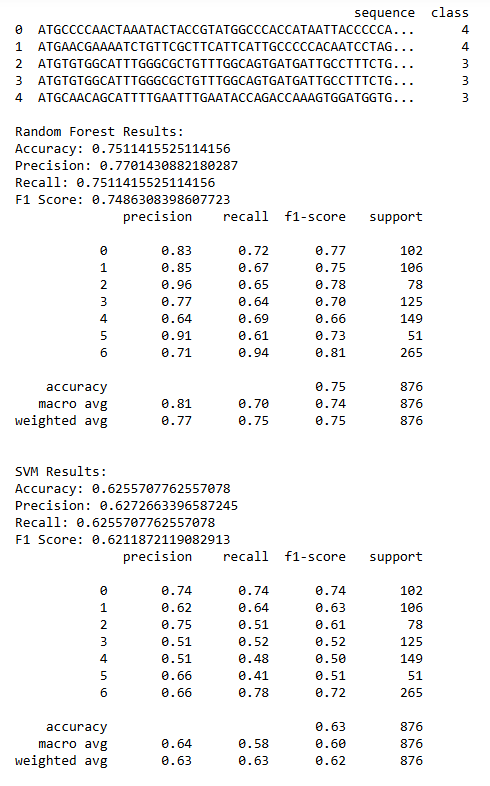 sequence class
0 ATGCCCCAACTAAATACTACCGTATGGCCCACCATAATTACCCCCA... 4
1 ATGAACGAAAATCTGTTCGCTTCATTCATTGCCCCCACAATCCTAG... 4
2 ATGTGTGGCATTTGGGCGCTGTTTGGCAGTGATGATTGCCTTTCTG... 3
3 ATGTGTGGCATTTGGGCGCTGTTTGGCAGTGATGATTGCCTTTCTG... 3
4 ATGCAACAGCATTTTGAATTTGAATACCAGACCAAAGTGGATGGTG... 3
Random Forest Results:
Accuracy: 0.7511415525114156
Precision: 0.7701430882180287
Recall: 0.7511415525114156
F1 Score: 0.7486308398607723
precision recall f1-score support
0 0.83 0.72 0.77 102
1 0.85 0.67 0.75 106
2 0.96 0.65 0.78 78
3 0.77 0.64 0.70 125
4 0.64 0.69 0.66 149
5 0.91 0.61 0.73 51
6 0.71 0.94 0.81 265
accuracy 0.75 876
macro avg 0.81 0.70 0.74 876
weighted avg 0.77 0.75 0.75 876
SVM Results:
Accuracy: 0.6255707762557078
Precision: 0.6272663396587245
Recall: 0.6255707762557078
F1 Score: 0.6211872119082913
precision recall f1-score support
0 0.74 0.74 0.74 102
1 0.62 0.64 0.63 106
2 0.75 0.51 0.61 78
3 0.51 0.52 0.52 125
4 0.51 0.48 0.50 149
5 0.66 0.41 0.51 51
6 0.66 0.78 0.72 265
accuracy 0.63 876
macro avg 0.64 0.58 0.60 876
weighted avg 0.63 0.63 0.62 876